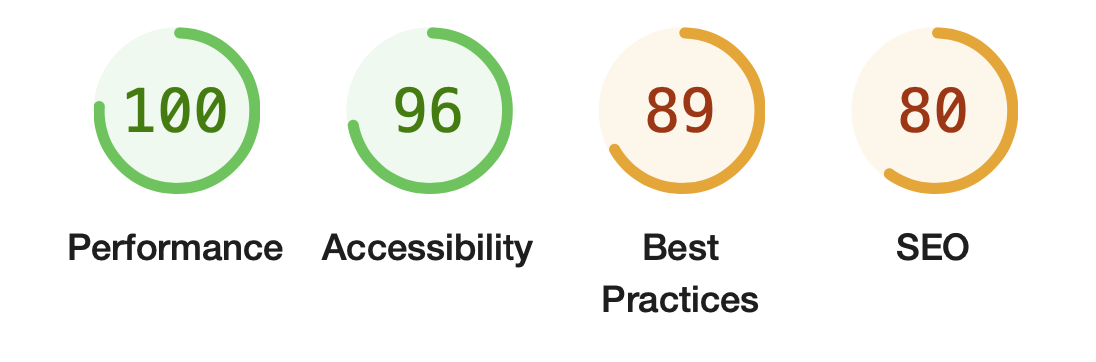 100
96
89
80
Performance
Accessibility
Best
Practices
SEO